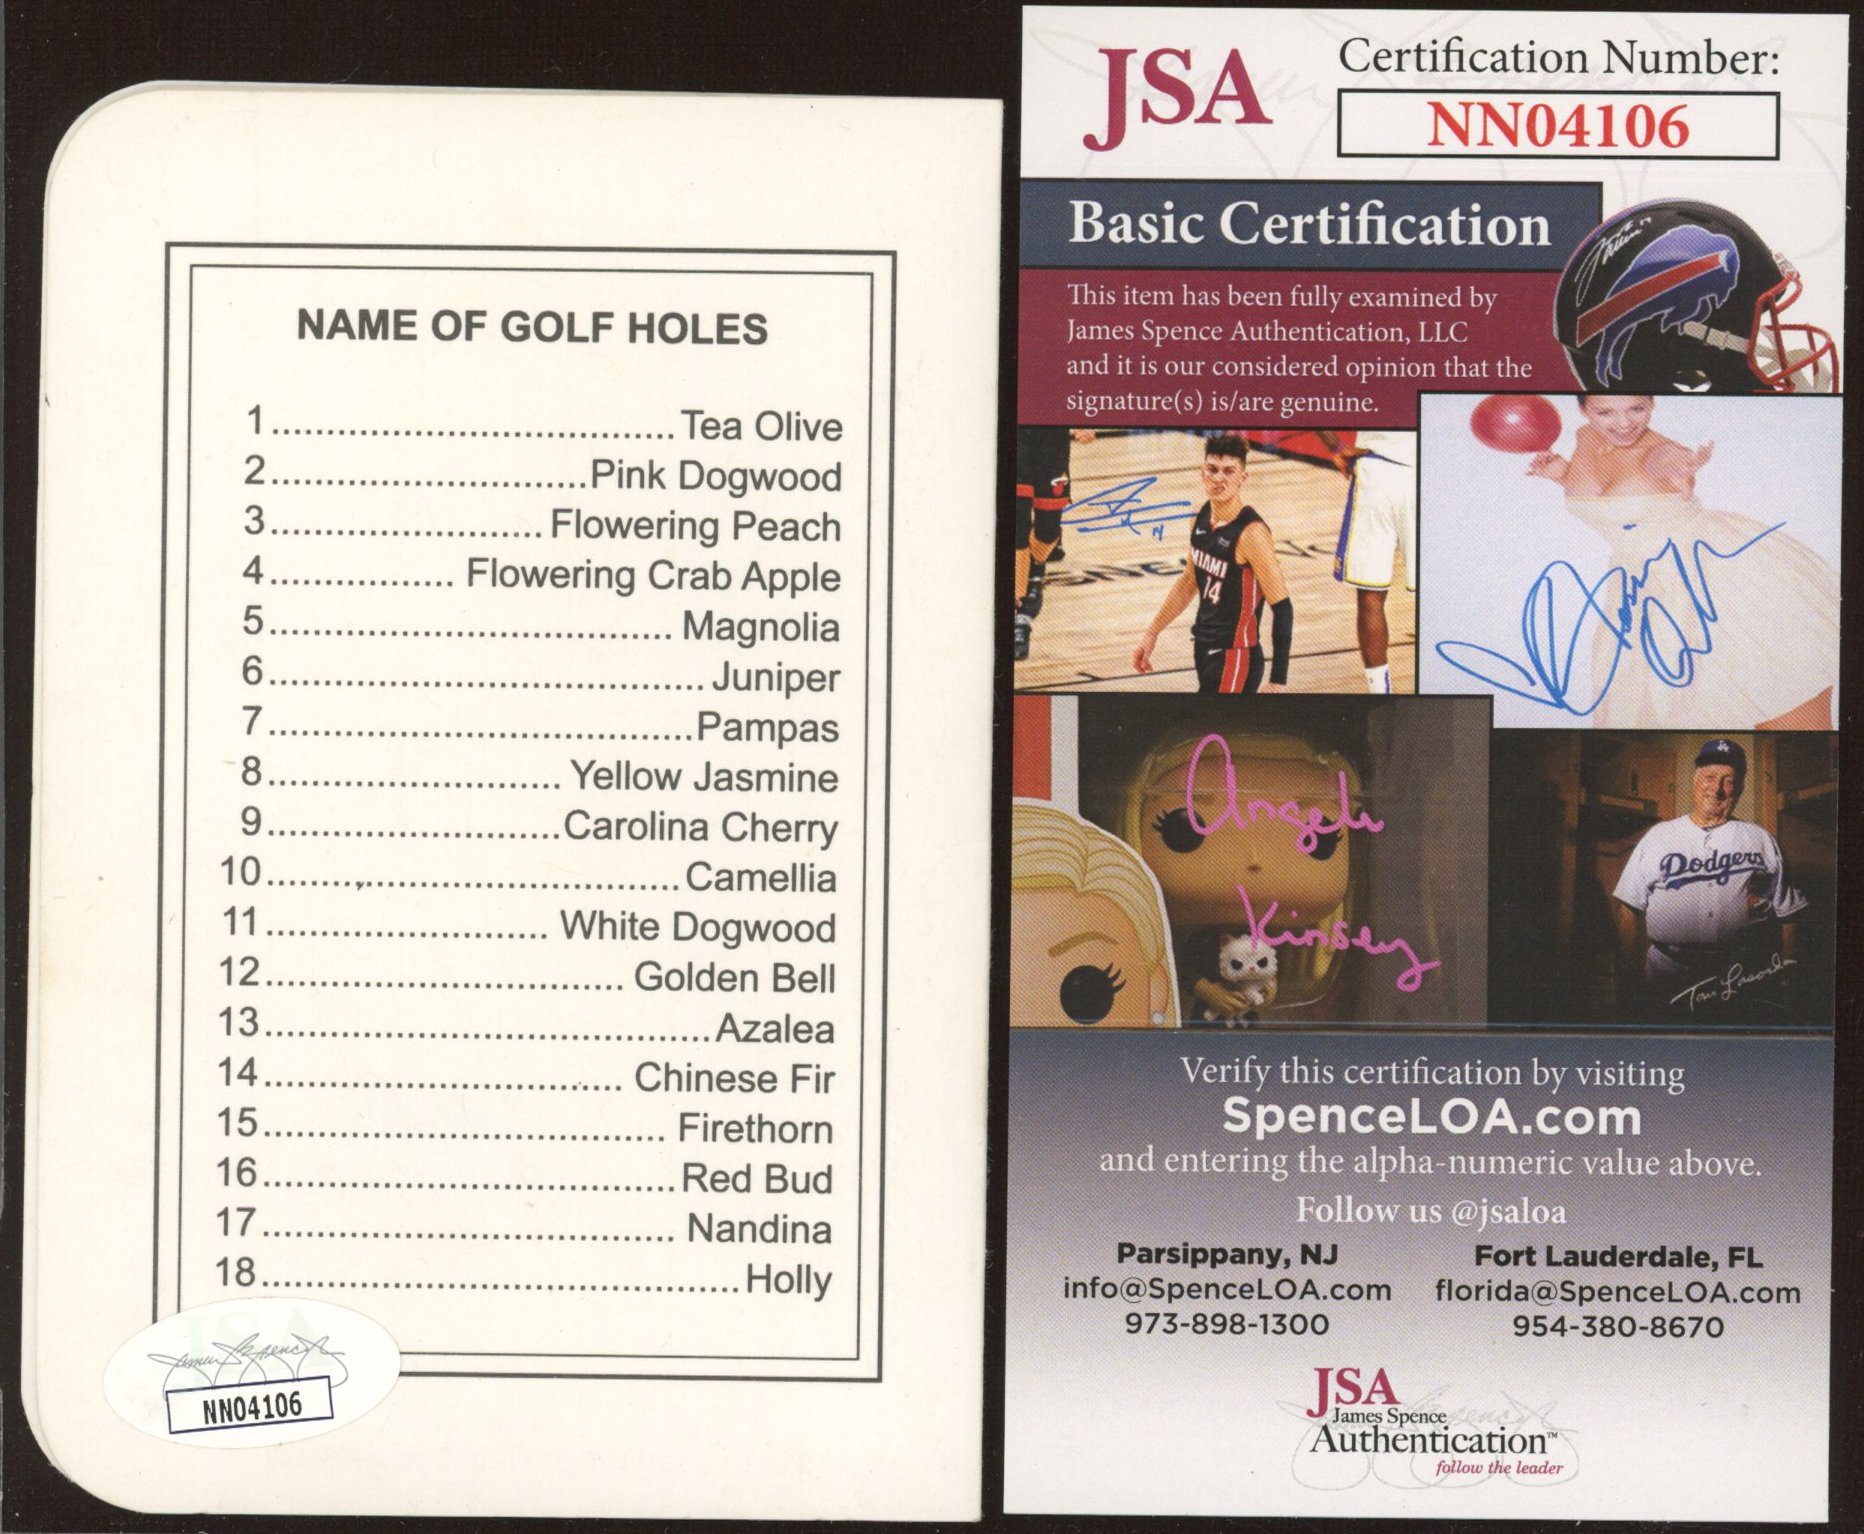 NAME OF GOLF HOLES
1......................................Tea Olive
2..............................Pink Dogwood
3..........................Flowering Peach
4................. Flowering Crab Apple
5...................................... Magnolia
6.........................................Juniper
7........................................Pampas
8............................ Yellow Jasmine
9............................Carolina Cherry
10.......................................Camellia
11........................... White Dogwood
12.................................. Golden Bell
13..........................................Azalea
14.................................. Chinese Fir
15...................................... Firethorn
16.......................................Red Bud
17....................................... Nandina
18.............................................Holly
James Spence
NN04106
JSA
Certification Number:
NN04106
Basic Certification
This item has been fully examined by
James Spence Authentication, LLC
and it is our considered opinion that the
signature(s) is/are genuine.
MIAMI
14
Angela
Kinsey
Dodgers
Tom Lasorda
Verify this certification by visiting
SpenceLOA.com
and entering the alpha-numeric value above.
Follow us @jsaloa
Parsippany, NJ
info@SpenceLOA.com
973-898-1300
Fort Lauderdale, FL
florida@SpenceLOA.com
954-380-8670
JSA
James Spence
Authentication™
follow the leader